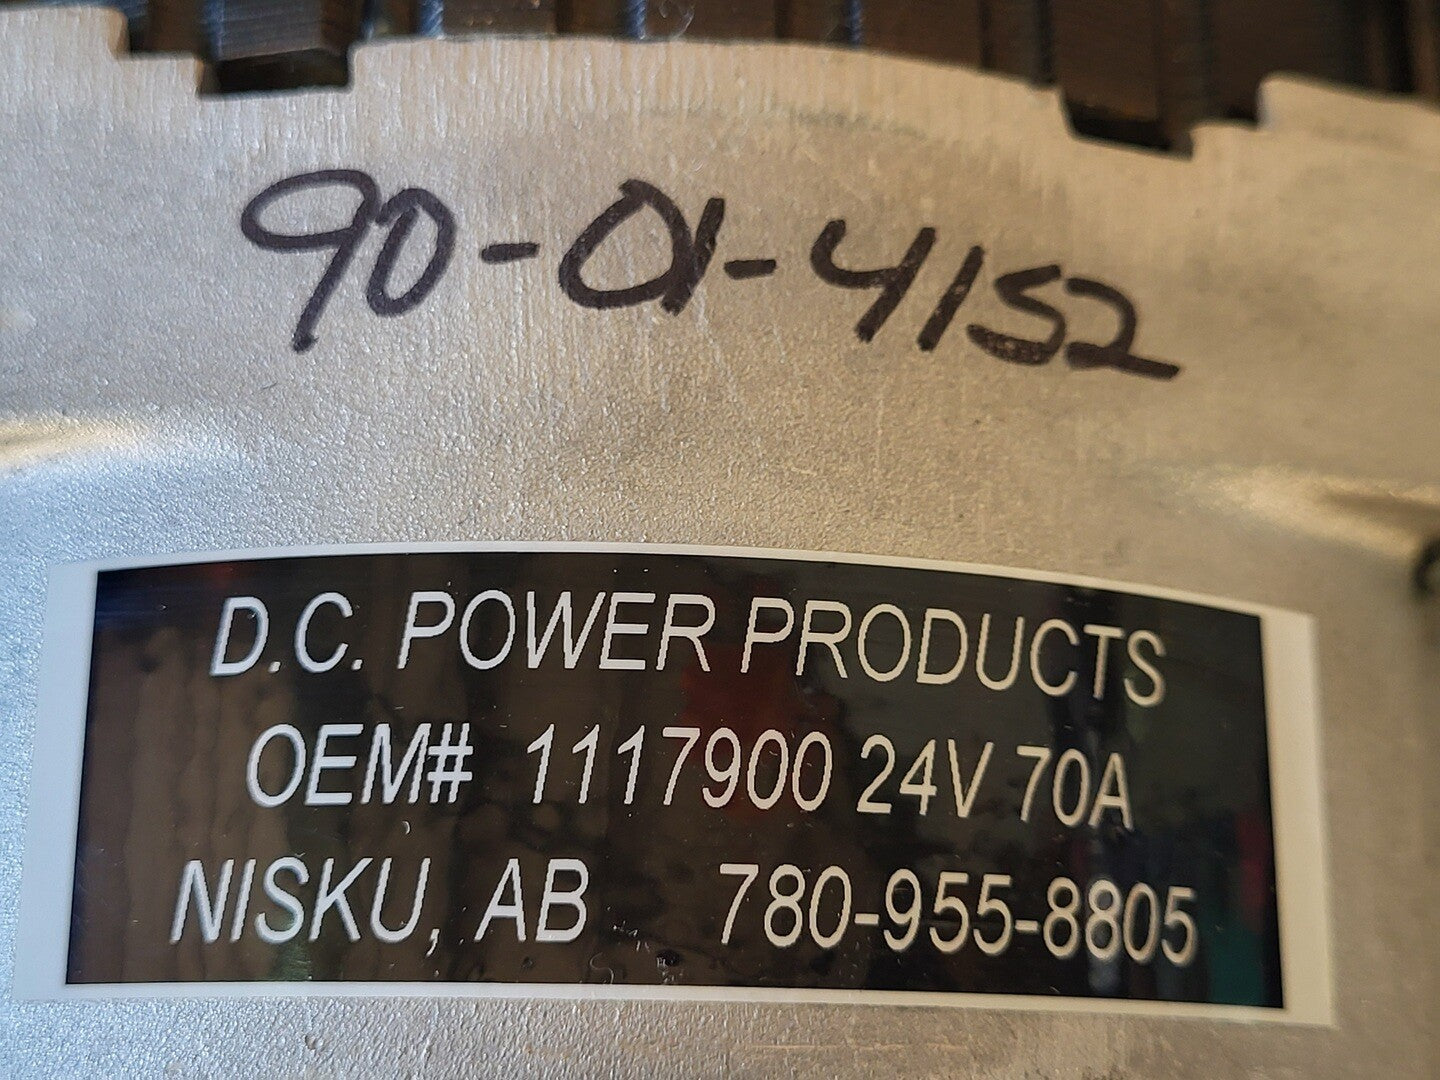 90-01-4152
D.C. POWER PRODUCTS
OEM# 1117900 24V 70A
NISKU, AB 780-955-8805